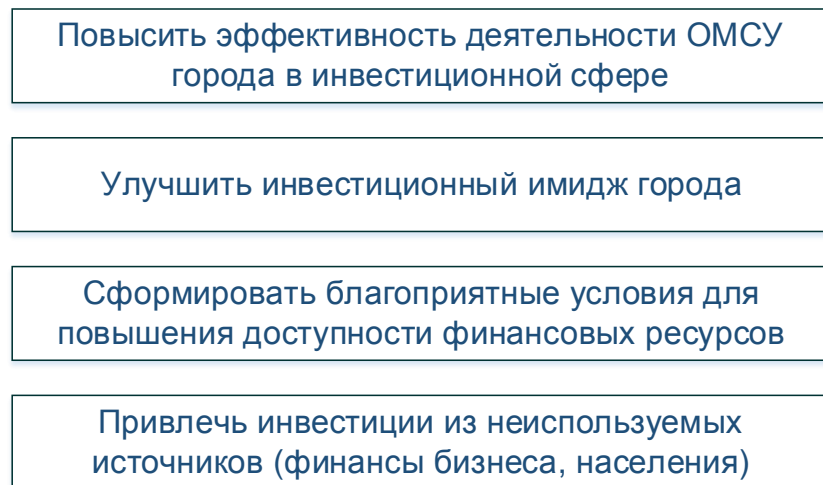 Повысить эффективность деятельности ОМСУ
города в инвестиционной сфере
Улучшить инвестиционный имидж города
Сформировать благоприятные условия для
повышения доступности финансовых ресурсов
Привлечь инвестиции из неиспользуемых
источников (финансы бизнеса, населения)